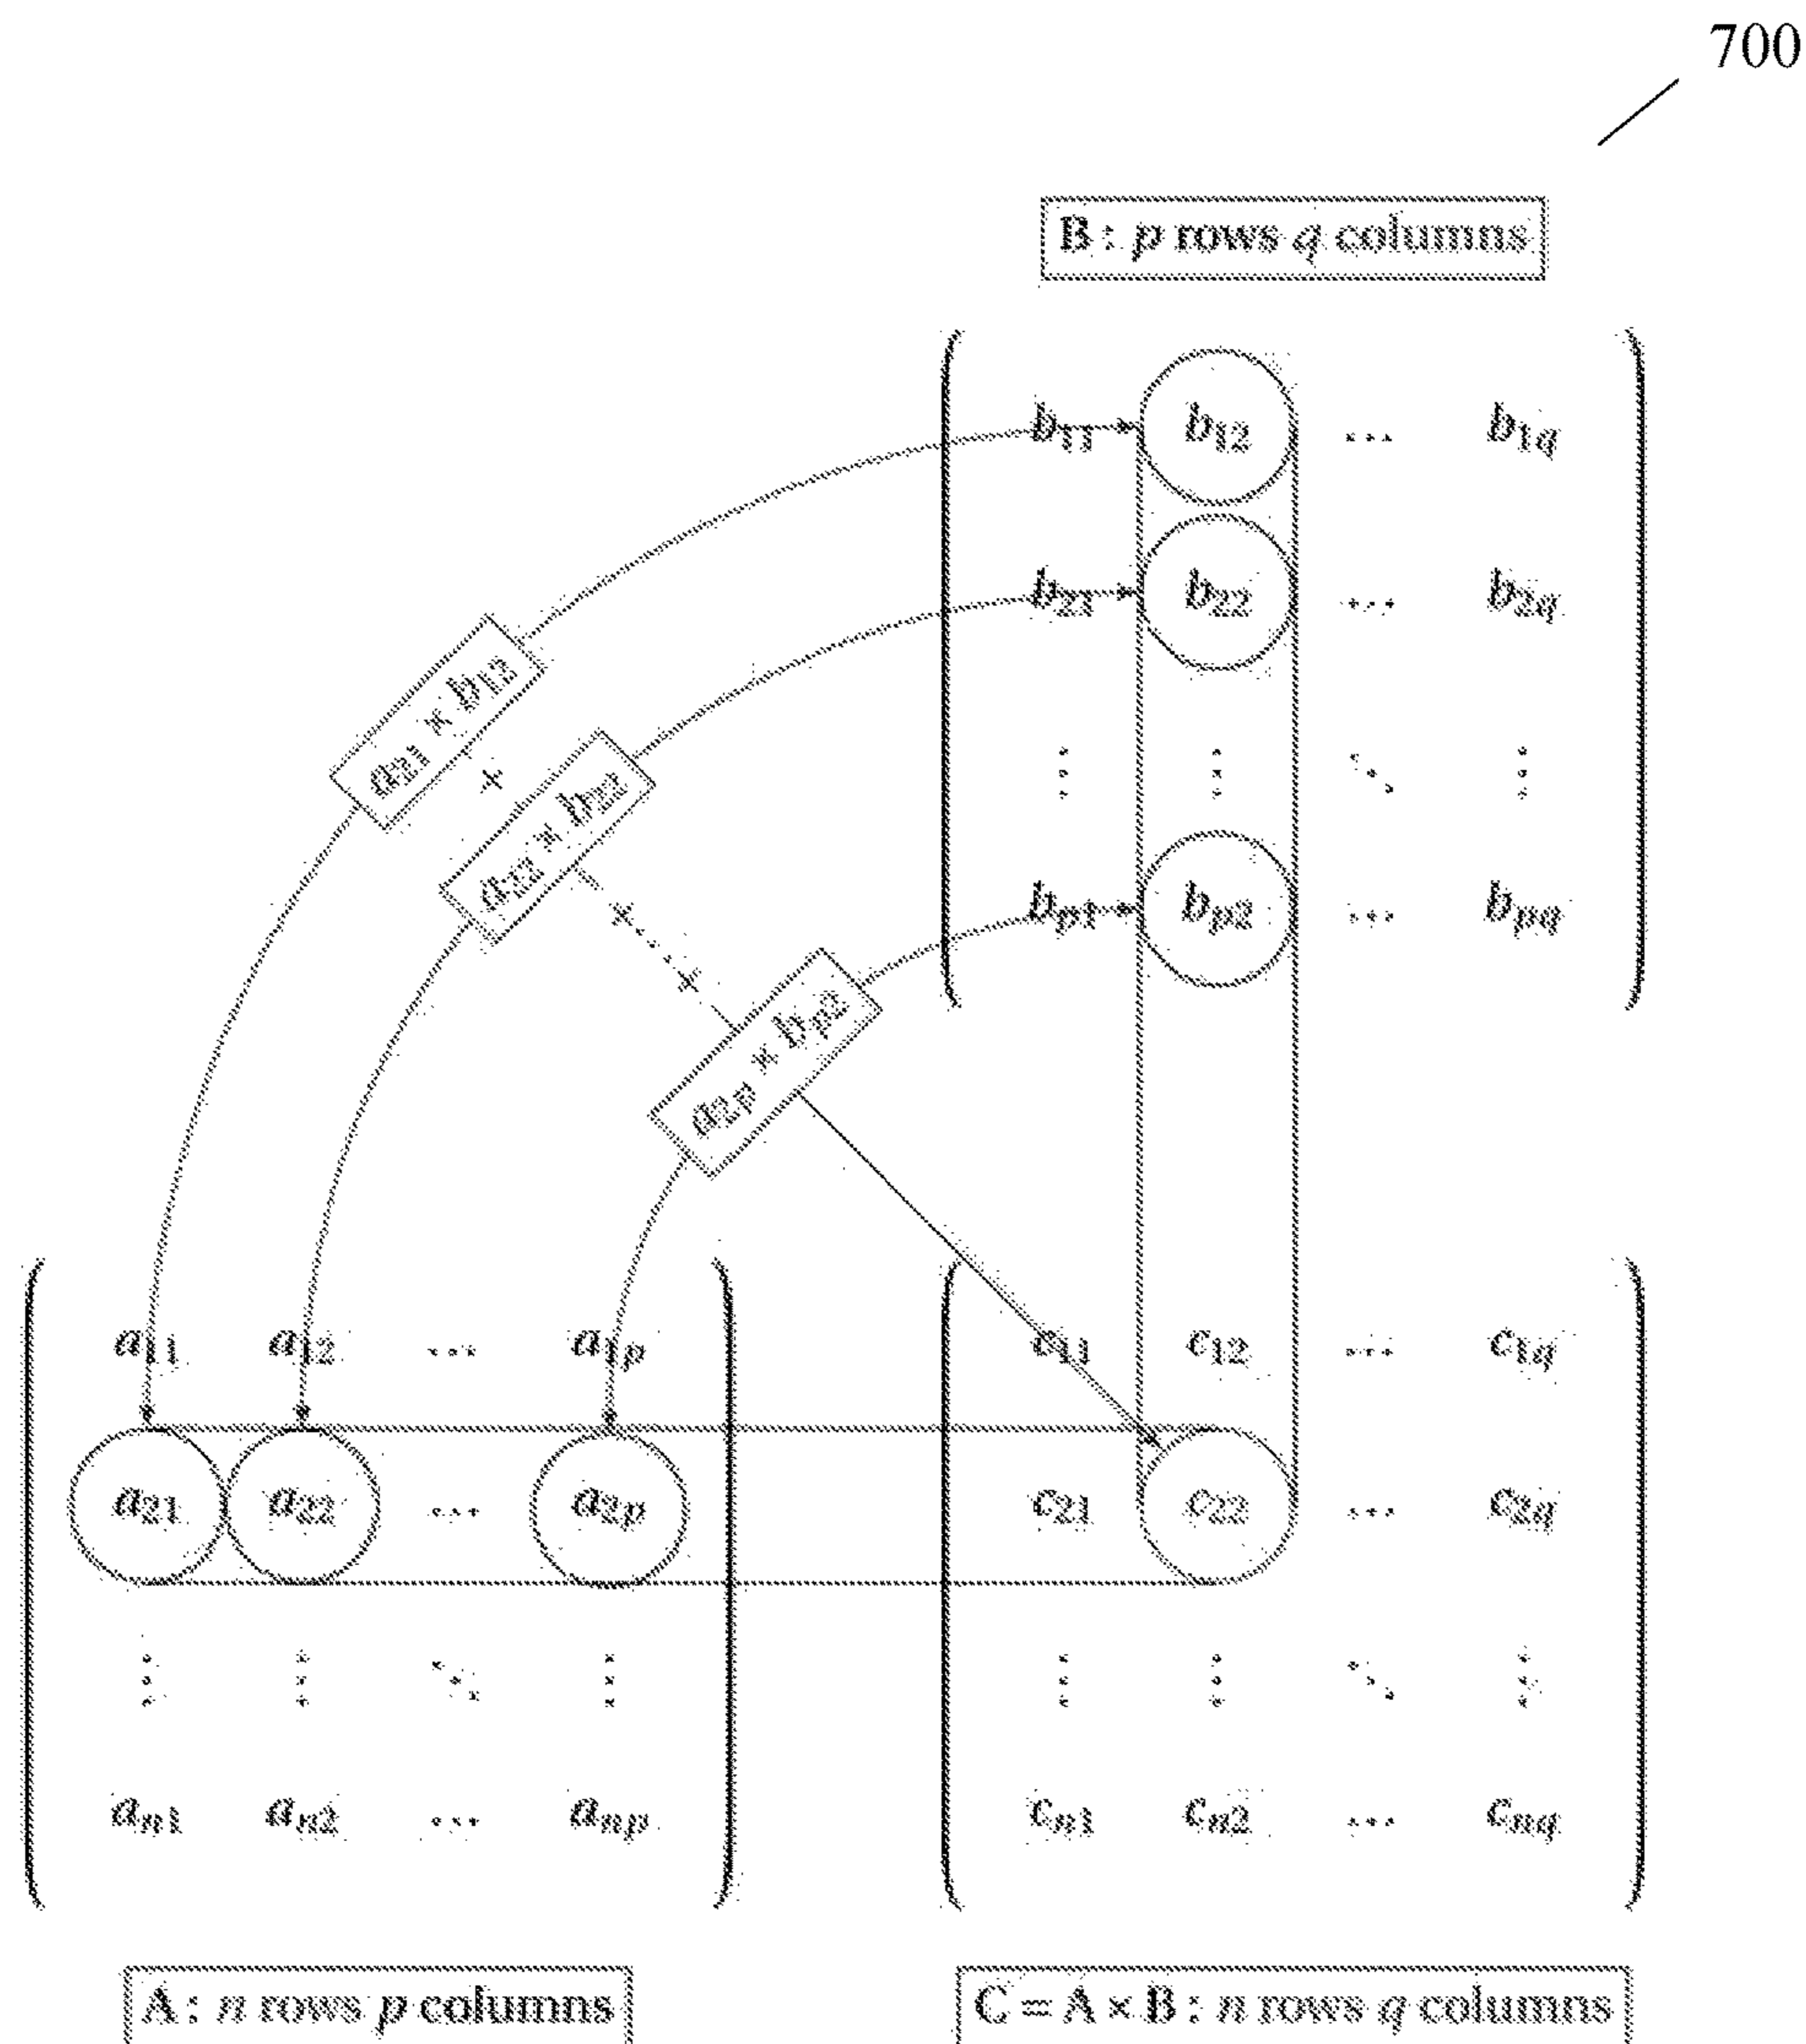 700
B : p rows q columns
b11 b12 ... b1q
b21 b22 ... b2q
⋮ ⋮ ⋱ ⋮
bp1 bp2 ... bpq
a21 × b12
+
a22 × b22
+
+
a2p × bp2
a11 a12 ... a1p
a21 a22 ... a2p
⋮ ⋮ ⋱ ⋮
an1 an2 ... anp
c11 c12 ... c1q
c21 c22 ... c2q
⋮ ⋮ ⋱ ⋮
cn1 cn2 ... cnq
A : n rows p columns
C = A × B : n rows q columns